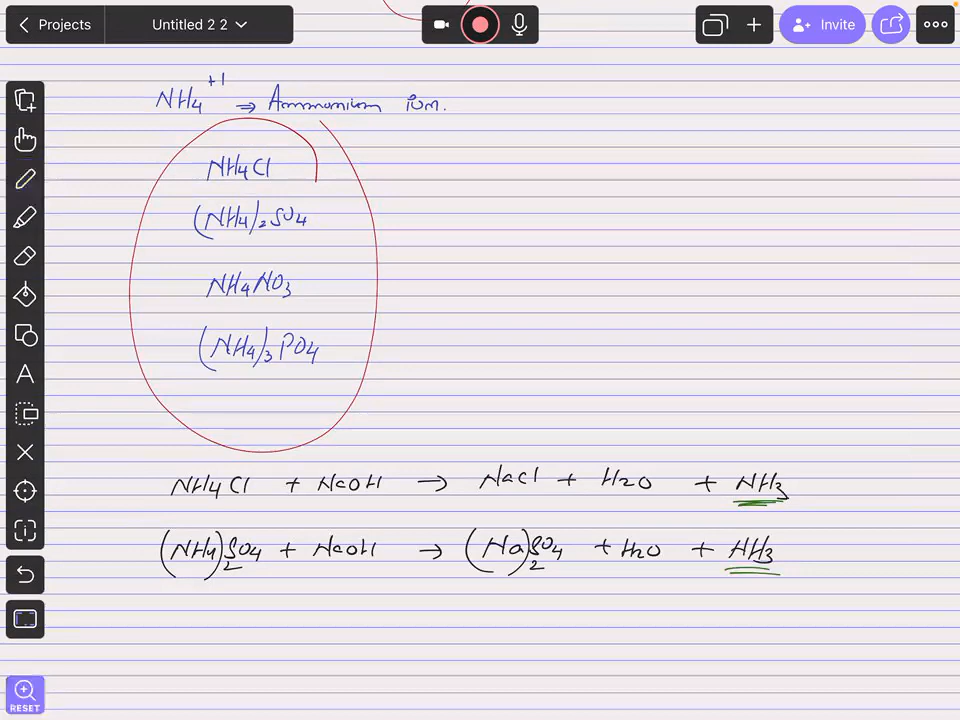 Projects
Untitled 2 2
Invite
NH4 +1 ⇒ Ammonium ion.
NH4Cl
(NH4)2SO4
NH4NO3
(NH4)3PO4
NH4Cl + NaOH → NaCl + H2O + NH3
(NH4)2SO4 + NaOH → (Na)2SO4 + H2O + NH3
RESET